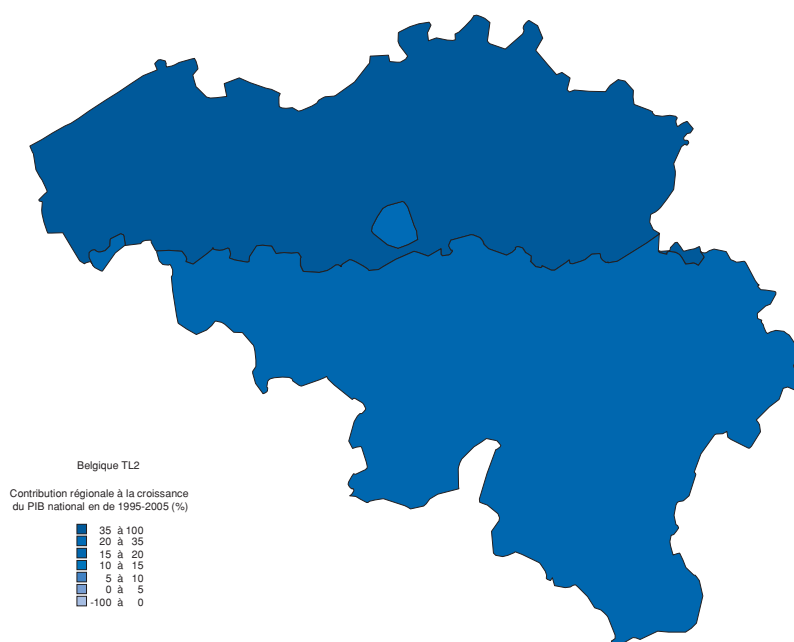 Belgique TL2
Contribution régionale à la croissance
du PIB national en de 1995-2005 (%)
35 à 100
20 à 35
15 à 20
10 à 15
5 à 10
0 à 5
-100 à 0